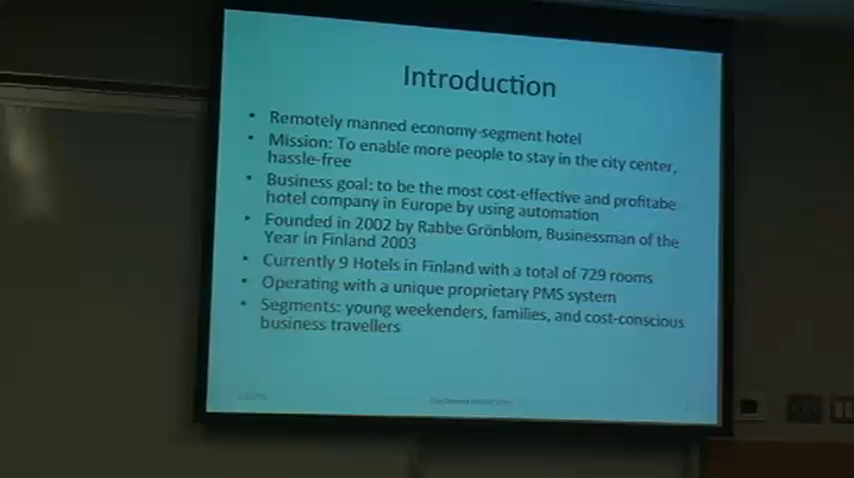 Introduction
• Remotely manned economy-segment hotel
• Mission: To enable more people to stay in the city center,
hassle-free
• Business goal: to be the most cost-effective and profitabe
hotel company in Europe by using automation
• Founded in 2002 by Rabbe Grönblom, Businessman of the
Year in Finland 2003
• Currently 9 Hotels in Finland with a total of 729 rooms
• Operating with a unique proprietary PMS system
• Segments: young weekenders, families, and cost-conscious
business travellers